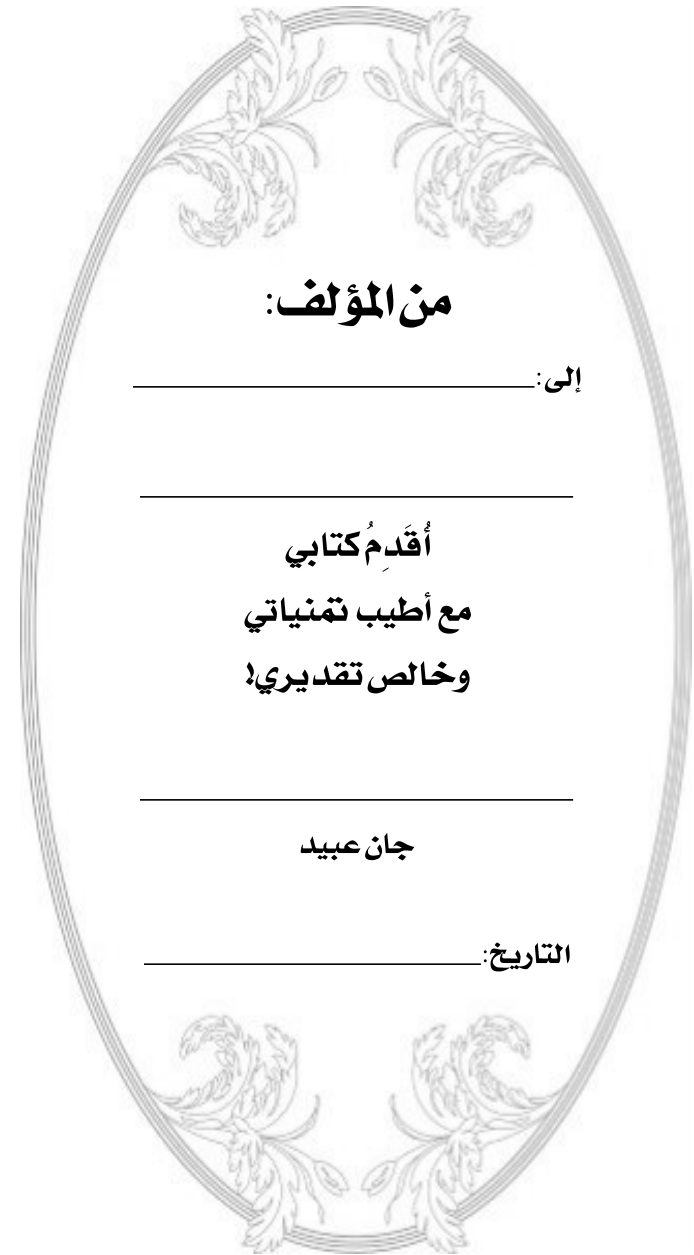 من المؤلف:
إلى:
أُقَدِمُ كتابي
مع أطيب تمنياتي
وخالص تقديري!
جان عبيد
التاريخ: